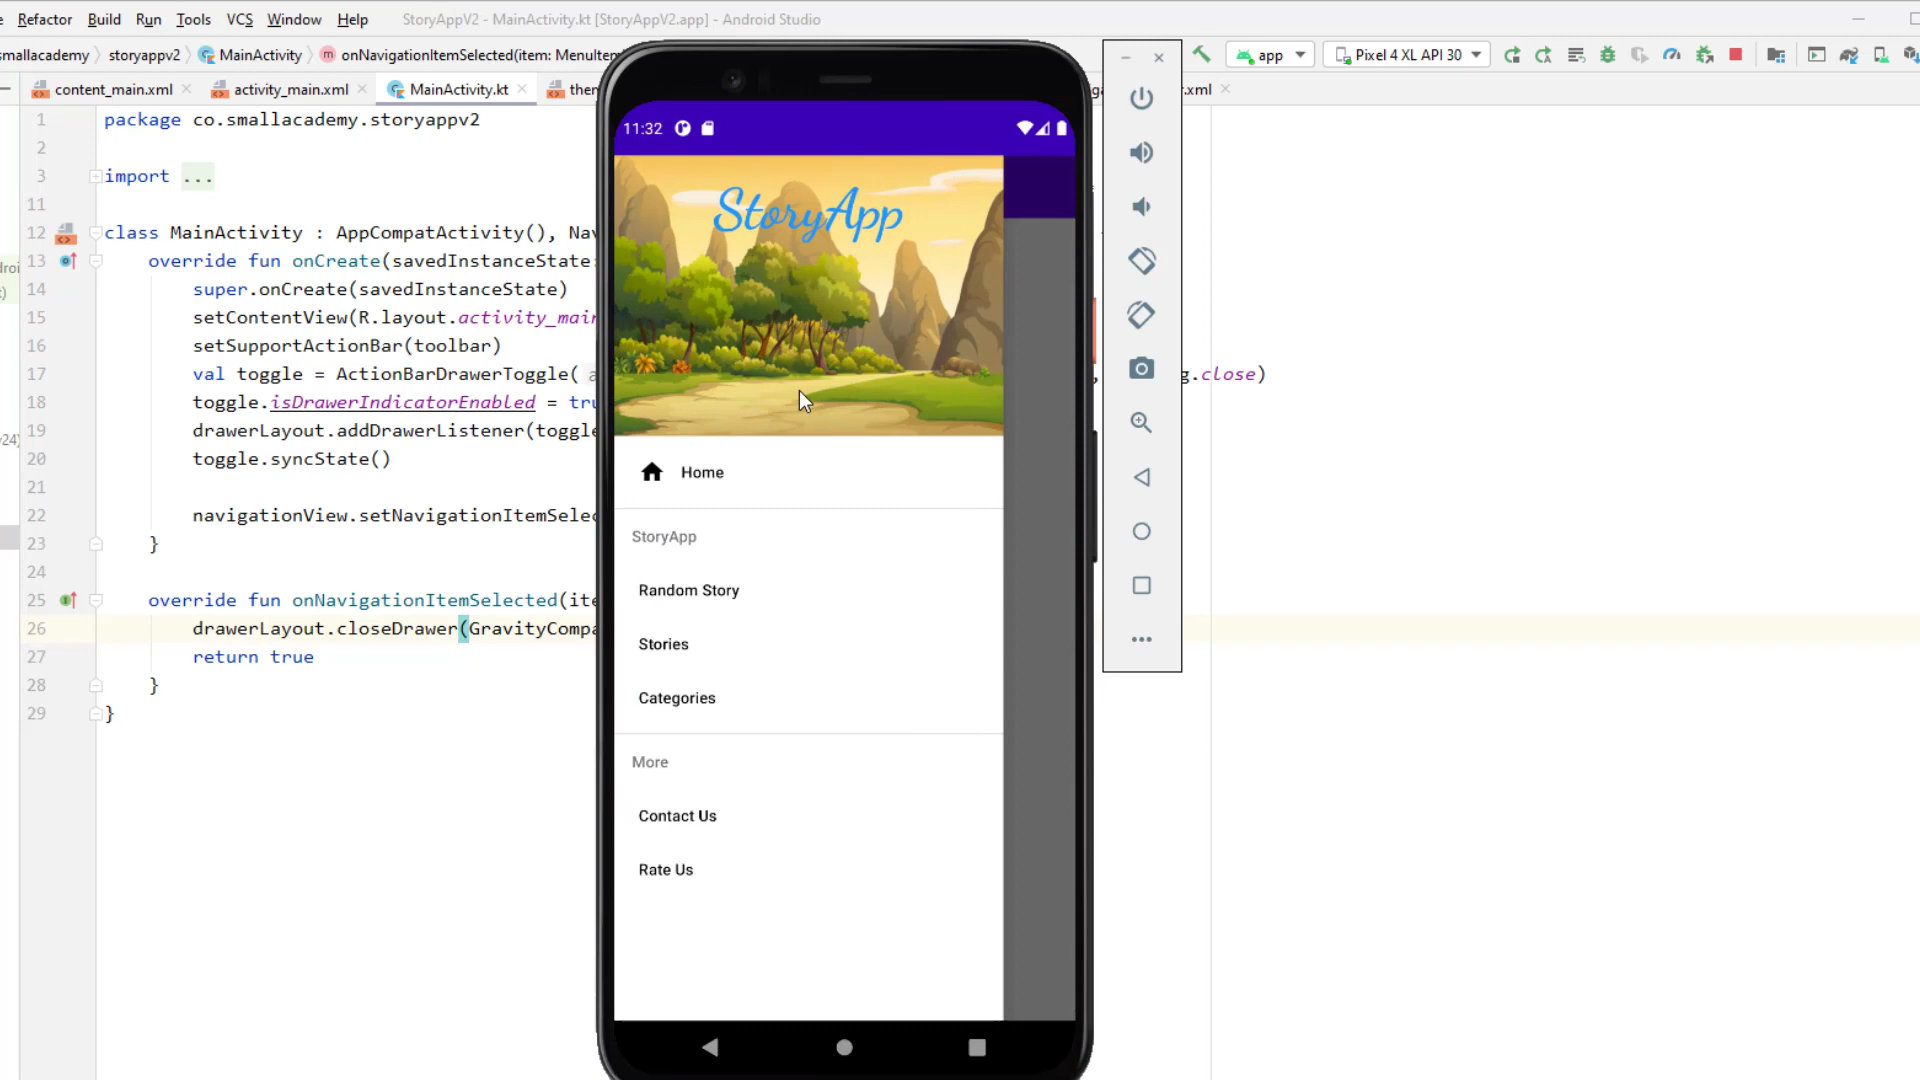 Refactor Build Run Tools VCS Window Help StoryAppV2 - MainActivity.kt [StoryAppV2.app] - Android Studio
smallacademy storyappv2 MainActivity onNavigationItemSelected(item: MenuItem app Pixel 4 XL API 30
content_main.xml activity_main.xml MainActivity.kt .xml
1 package co.smallacademy.storyappv2
2
3 import ...
11
12 class MainActivity : AppCompatActivity(),
13 override fun onCreate(savedInstanceState:
14 super.onCreate(savedInstanceState)
15 setContentView(R.layout.activity_main
16 setSupportActionBar(toolbar)
17 val toggle = ActionBarDrawerToggle( g.close)
18 toggle.isDrawerIndicatorEnabled = tru
19 drawerLayout.addDrawerListener(toggle
20 toggle.syncState()
21
22 navigationView.setNavigationItemSelec
23 }
24
25 override fun onNavigationItemSelected(ite
26 drawerLayout.closeDrawer(GravityCompa
27 return true
28 }
29 }
11:32
StoryApp
Home
StoryApp
Random Story
Stories
Categories
More
Contact Us
Rate Us